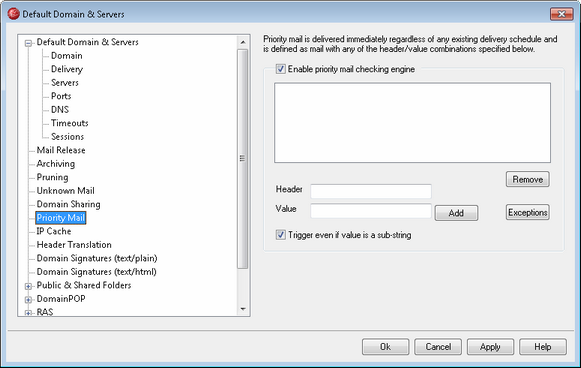 Default Domain & Servers
Default Domain & Servers
Domain
Delivery
Servers
Ports
DNS
Timeouts
Sessions
Mail Release
Archiving
Pruning
Unknown Mail
Domain Sharing
Priority Mail
IP Cache
Header Translation
Domain Signatures (text/plain)
Domain Signatures (text/html)
Public & Shared Folders
DomainPOP
RAS
Priority mail is delivered immediately regardless of any existing delivery schedule and
is defined as mail with any of the header/value combinations specified below.
Enable priority mail checking engine
Remove
Header
Value
Add
Exceptions
Trigger even if value is a sub-string
Ok
Cancel
Apply
Help